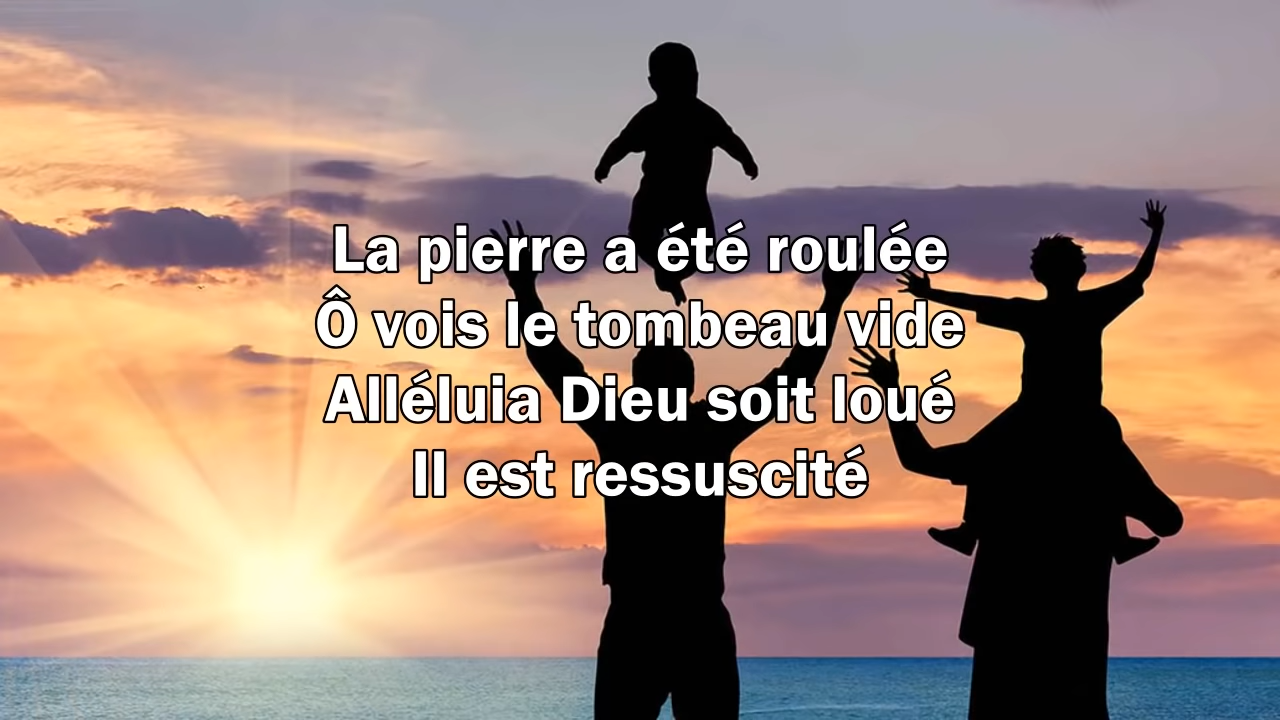 La pierre a été roulée
Ô vois le tombeau vide
Alléluia Dieu soit loué
Il est ressuscité